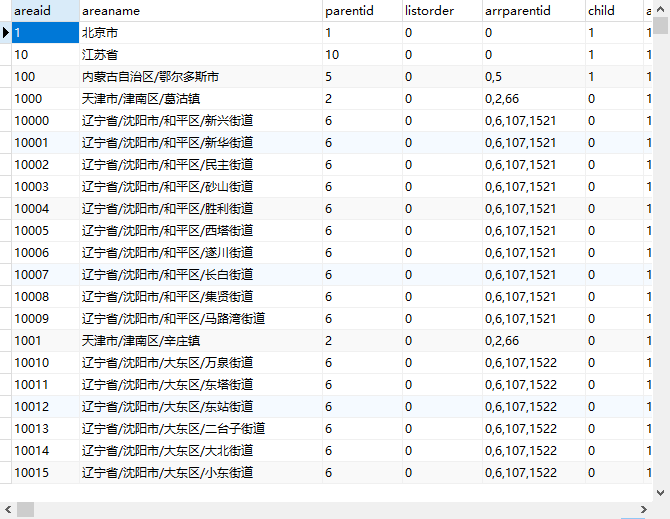 areaid areaname parentid listorder arrparentid child a
1 北京市 1 0 0 1 1
10 江苏省 10 0 0 1 1
100 内蒙古自治区/鄂尔多斯市 5 0 0,5 1 1
1000 天津市/津南区/葛沽镇 2 0 0,2,66 0 1
10000 辽宁省/沈阳市/和平区/新兴街道 6 0 0,6,107,1521 0 1
10001 辽宁省/沈阳市/和平区/新华街道 6 0 0,6,107,1521 0 1
10002 辽宁省/沈阳市/和平区/民主街道 6 0 0,6,107,1521 0 1
10003 辽宁省/沈阳市/和平区/砂山街道 6 0 0,6,107,1521 0 1
10004 辽宁省/沈阳市/和平区/胜利街道 6 0 0,6,107,1521 0 1
10005 辽宁省/沈阳市/和平区/西塔街道 6 0 0,6,107,1521 0 1
10006 辽宁省/沈阳市/和平区/遂川街道 6 0 0,6,107,1521 0 1
10007 辽宁省/沈阳市/和平区/长白街道 6 0 0,6,107,1521 0 1
10008 辽宁省/沈阳市/和平区/集贤街道 6 0 0,6,107,1521 0 1
10009 辽宁省/沈阳市/和平区/马路湾街道 6 0 0,6,107,1521 0 1
1001 天津市/津南区/辛庄镇 2 0 0,2,66 0 1
10010 辽宁省/沈阳市/大东区/万泉街道 6 0 0,6,107,1522 0 1
10011 辽宁省/沈阳市/大东区/东塔街道 6 0 0,6,107,1522 0 1
10012 辽宁省/沈阳市/大东区/东站街道 6 0 0,6,107,1522 0 1
10013 辽宁省/沈阳市/大东区/二台子街道 6 0 0,6,107,1522 0 1
10014 辽宁省/沈阳市/大东区/大北街道 6 0 0,6,107,1522 0 1
10015 辽宁省/沈阳市/大东区/小东街道 6 0 0,6,107,1522 0 1